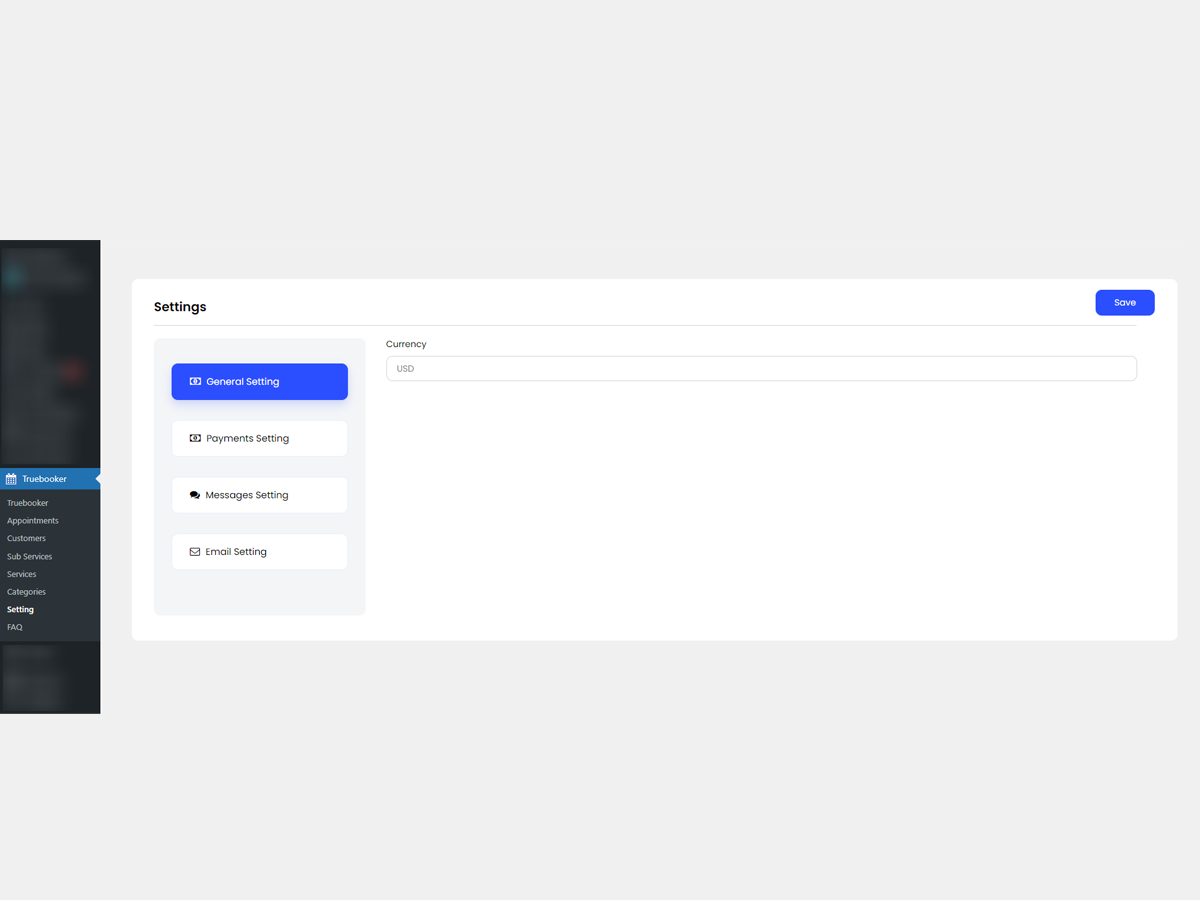 Truebooker
Truebooker
Appointments
Customers
Sub Services
Services
Categories
Setting
FAQ
Settings
Save
General Setting
Payments Setting
Messages Setting
Email Setting
Currency
USD